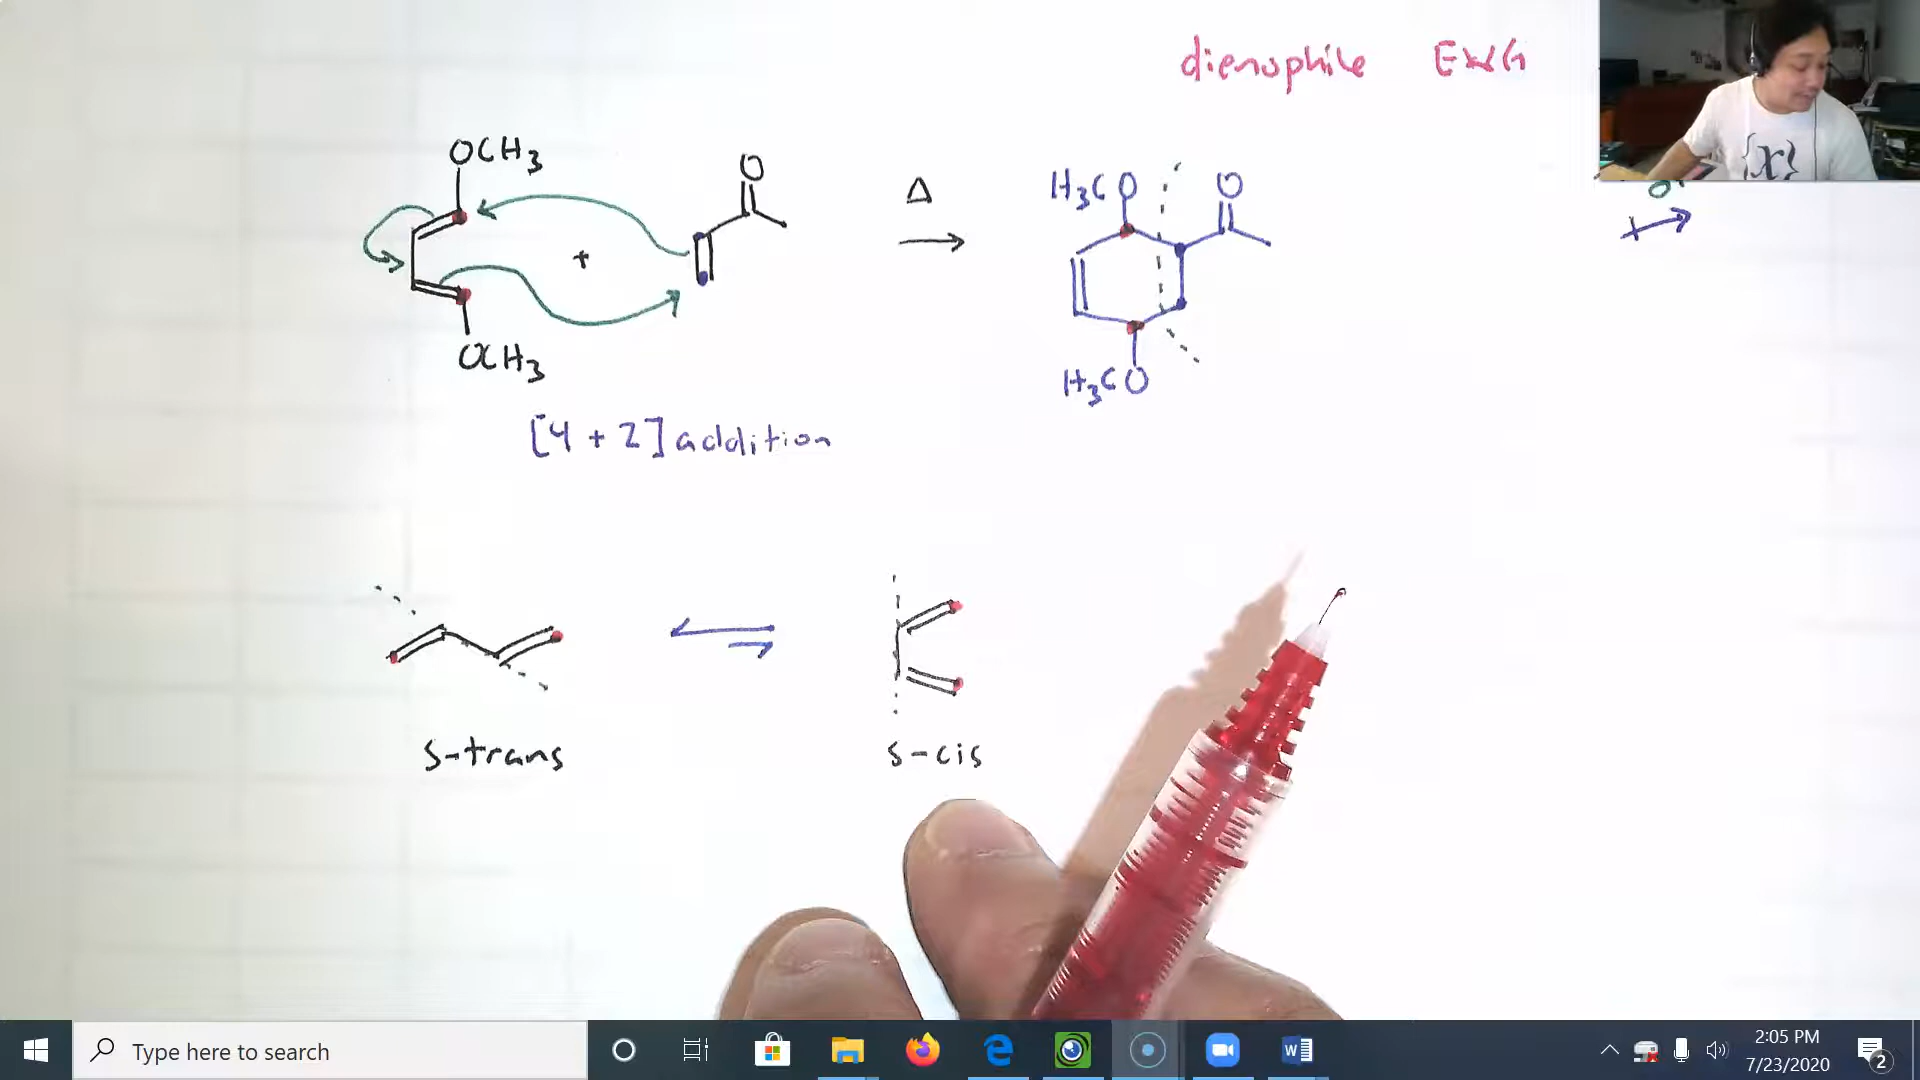 dienophile EWG
OCH3
O
+
OCH3
Δ
H3CO
O
H3CO
[4 + 2] addition
s-trans
s-cis
{x}
Type here to search
2:05 PM
7/23/2020
2